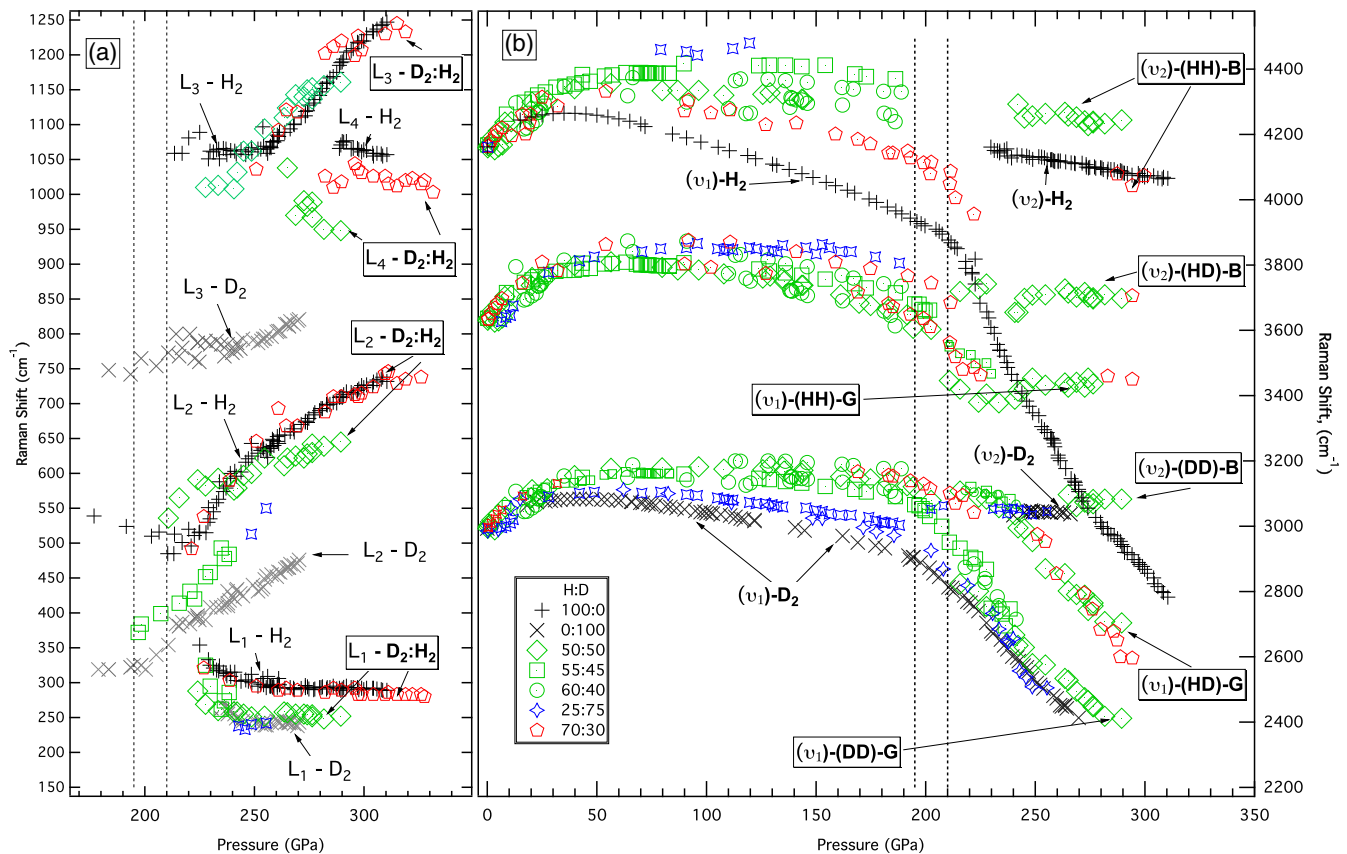 (a)
1250
1200
1150
1100
1050
1000
950
900
850
800
750
700
650
600
550
500
450
400
350
300
250
200
150
Raman Shift (cm-1)
L3 - H2
L3 - D2:H2
L4 - H2
L4 - D2:H2
L3 - D2
L2 - D2:H2
L2 - H2
L2 - D2
L1 - H2
L1 - D2:H2
L1 - D2
200
250
300
Pressure (GPa)
(b)
(υ2)-(HH)-B
(υ1)-H2
(υ2)-H2
(υ2)-(HD)-B
(υ1)-(HH)-G
(υ2)-D2
(υ2)-(DD)-B
(υ1)-D2
(υ1)-(HD)-G
(υ1)-(DD)-G
H:D
100:0
0:100
50:50
55:45
60:40
25:75
70:30
4400
4200
4000
3800
3600
3400
3200
3000
2800
2600
2400
2200
Raman Shift, (cm-1)
0
50
100
150
200
250
300
350
Pressure (GPa)